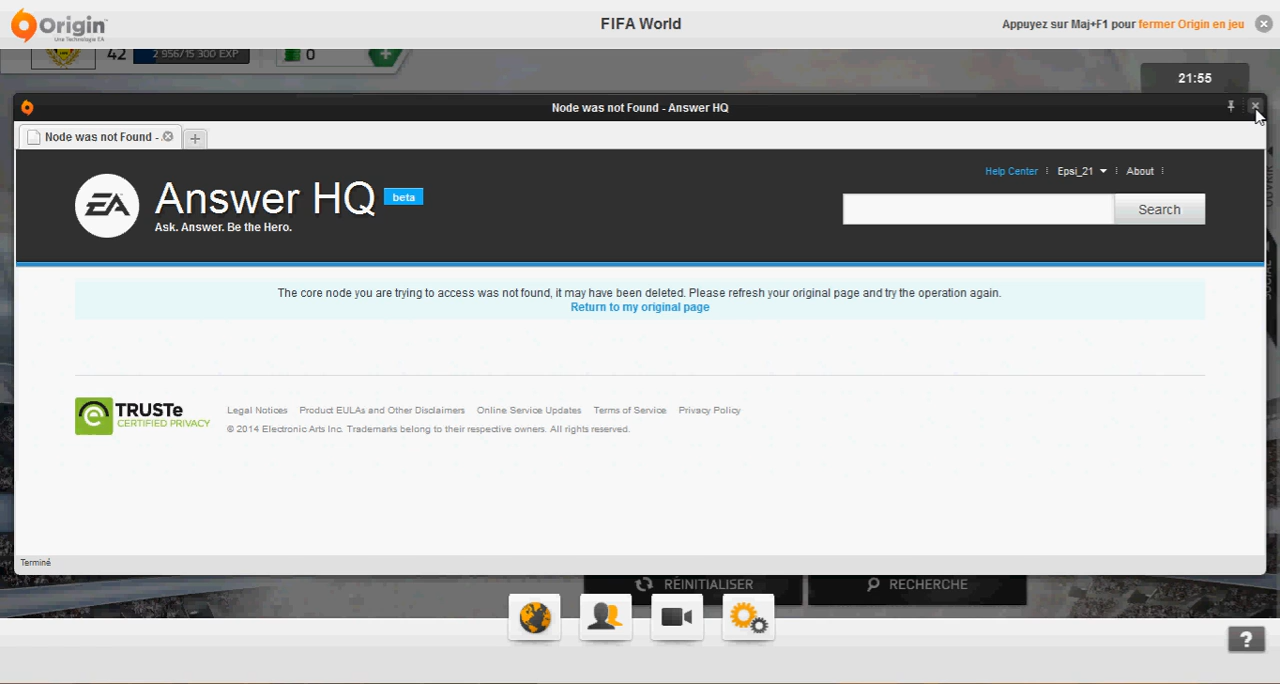 Origin
Une Technologie EA
FIFA World
Appuyez sur Maj+F1 pour fermer Origin en jeu
42
2 956/15 300 EXP
0
21:55
Node was not Found - Answer HQ
Node was not Found -
EA
Answer HQ
beta
Ask. Answer. Be the Hero.
Help Center
Epsi_21
About
Search
The core node you are trying to access was not found, it may have been deleted. Please refresh your original page and try the operation again.
Return to my original page
TRUSTe
CERTIFIED PRIVACY
Legal Notices Product EULAs and Other Disclaimers Online Service Updates Terms of Service Privacy Policy
© 2014 Electronic Arts Inc. Trademarks belong to their respective owners. All rights reserved.
Terminé
RÉINITIALISER
RECHERCHE
?